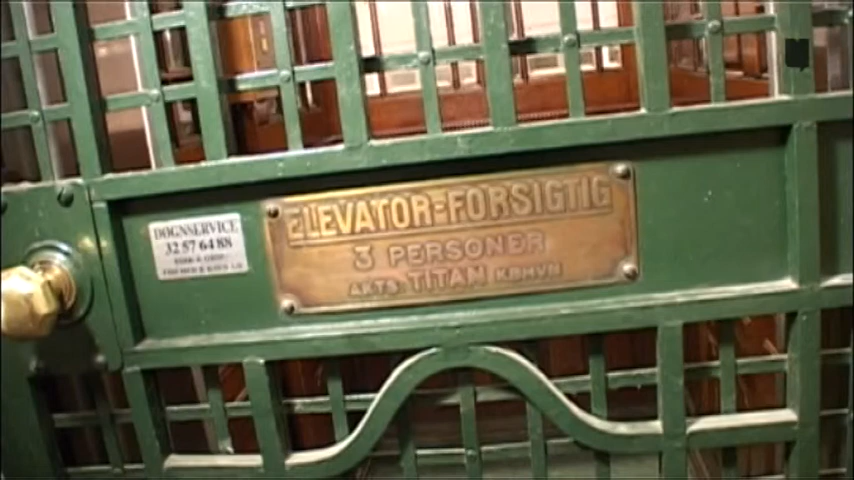 DØGNSERVICE
32 57 64 88
ELEVATOR-FORSIGTIG
3 PERSONER
AKTS. TITAN KBHVN